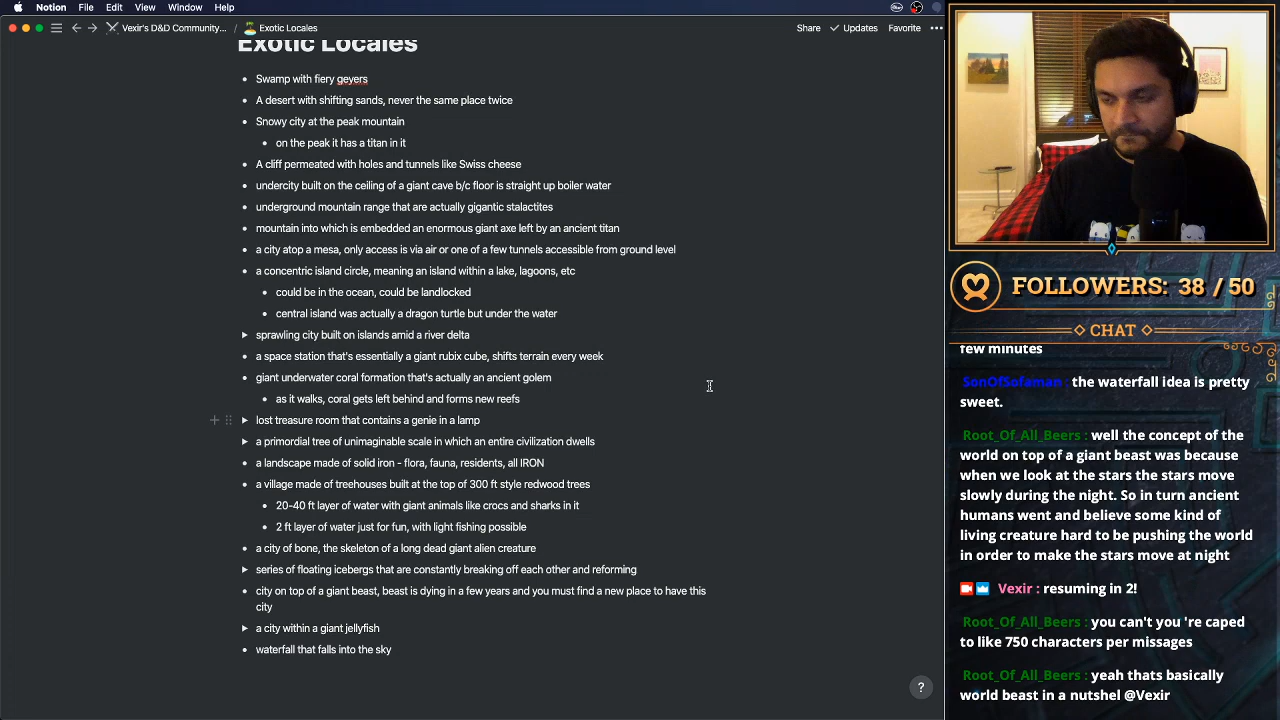 Notion File Edit View Window Help
Vexir's D&D Community... / Exotic Locales
Share Updates Favorite
Exotic Locales
Swamp with fiery geyers
A desert with shifting sands, never the same place twice
Snowy city at the peak mountain
on the peak it has a titan in it
A cliff permeated with holes and tunnels like Swiss cheese
undercity built on the ceiling of a giant cave b/c floor is straight up boiler water
underground mountain range that are actually gigantic stalactites
mountain into which is embedded an enormous giant axe left by an ancient titan
a city atop a mesa, only access is via air or one of a few tunnels accessible from ground level
a concentric island circle, meaning an island within a lake, lagoons, etc
could be in the ocean, could be landlocked
central island was actually a dragon turtle but under the water
sprawling city built on islands amid a river delta
a space station that's essentially a giant rubix cube, shifts terrain every week
giant underwater coral formation that's actually an ancient golem
as it walks, coral gets left behind and forms new reefs
lost treasure room that contains a genie in a lamp
a primordial tree of unimaginable scale in which an entire civilization dwells
a landscape made of solid iron - flora, fauna, residents, all IRON
a village made of treehouses built at the top of 300 ft style redwood trees
20-40 ft layer of water with giant animals like crocs and sharks in it
2 ft layer of water just for fun, with light fishing possible
a city of bone, the skeleton of a long dead giant alien creature
series of floating icebergs that are constantly breaking off each other and reforming
city on top of a giant beast, beast is dying in a few years and you must find a new place to have this
city
a city within a giant jellyfish
waterfall that falls into the sky
?
FOLLOWERS: 38 / 50
CHAT
few minutes
SonOfSofaman : the waterfall idea is pretty
sweet.
Root_Of_All_Beers : well the concept of the
world on top of a giant beast was because
when we look at the stars the stars move
slowly during the night. So in turn ancient
humans went and believe some kind of
living creature hard to be pushing the world
in order to make the stars move at night
Vexir : resuming in 2!
Root_Of_All_Beers : you can't you 're caped
to like 750 characters per missages
Root_Of_All_Beers : yeah thats basically
world beast in a nutshel @Vexir